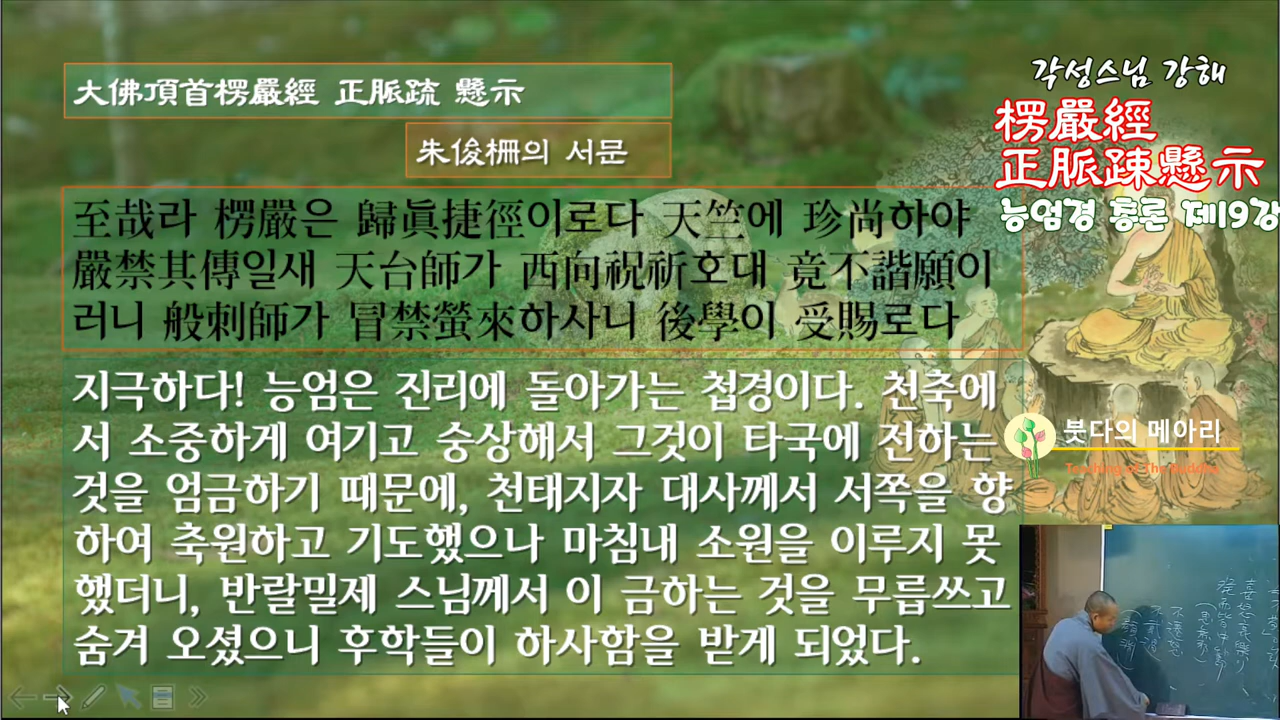 大佛頂首楞嚴經 正脈疏 懸示
朱俊柵의 서문
至哉라 楞嚴은 歸眞捷徑이로다 天竺에 珍尚하야
嚴禁其傳일새 天台師가 西向祝祈호대 竟不諧願이
러니 般剌師가 冒禁螢來하사니 後學이 受賜로다
지극하다! 능엄은 진리에 돌아가는 첩경이다. 천축에
서 소중하게 여기고 숭상해서 그것이 타국에 전하는
것을 엄금하기 때문에, 천태지자 대사께서 서쪽을 향
하여 축원하고 기도했으나 마침내 소원을 이루지 못
했더니, 반랄밀제 스님께서 이 금하는 것을 무릅쓰고
숨겨 오셨으니 후학들이 하사함을 받게 되었다.
각성스님 강해
楞嚴經
正脈疎懸示
능엄경 총론 제19강
붓다의 메아리
Teaching of The Buddha